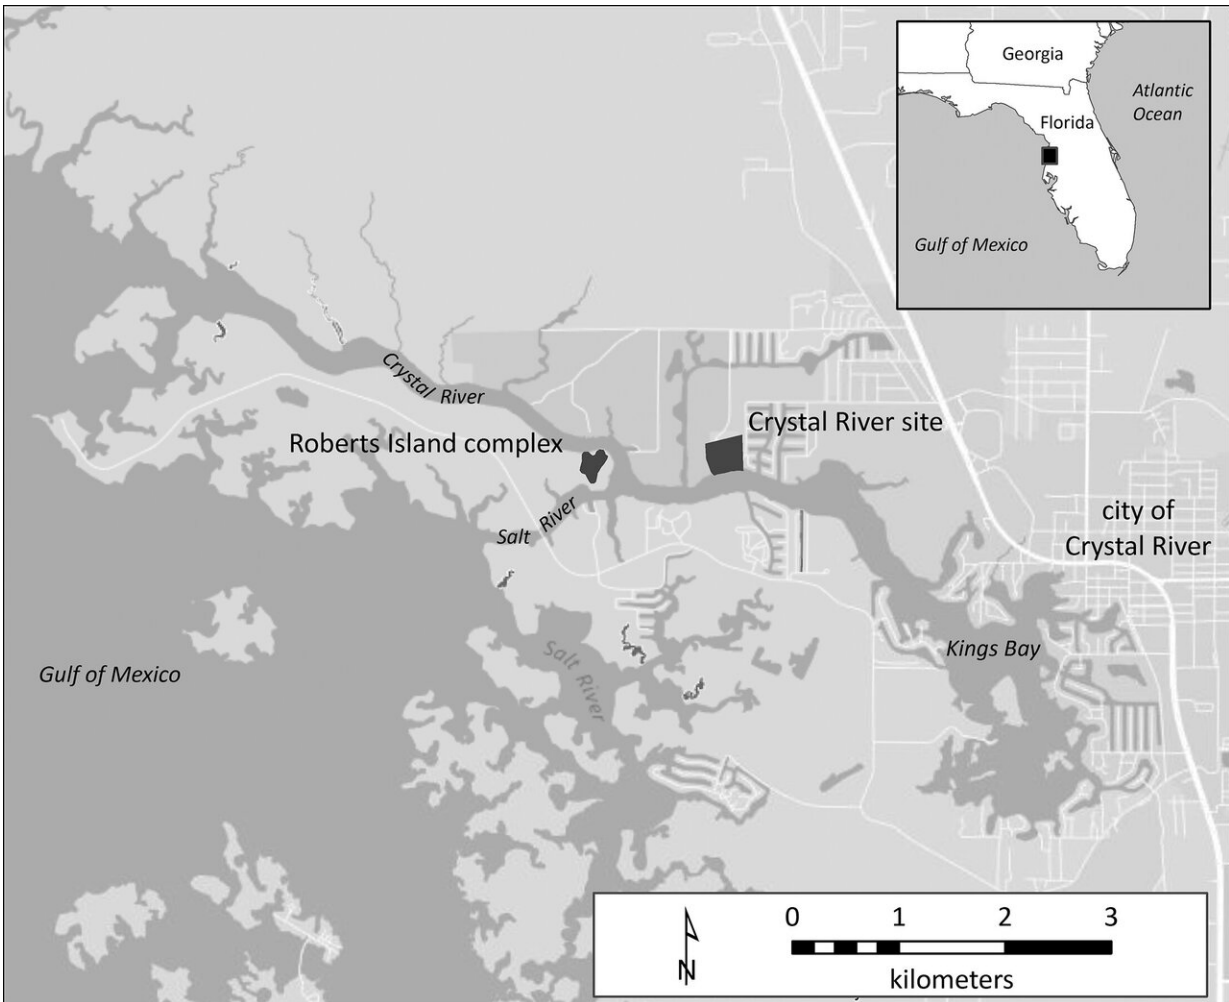 Georgia
Atlantic
Ocean
Florida
Gulf of Mexico
Crystal River
Crystal River site
Roberts Island complex
Salt River
city of
Crystal River
Kings Bay
Salt River
Gulf of Mexico
0 1 2 3
N
kilometers